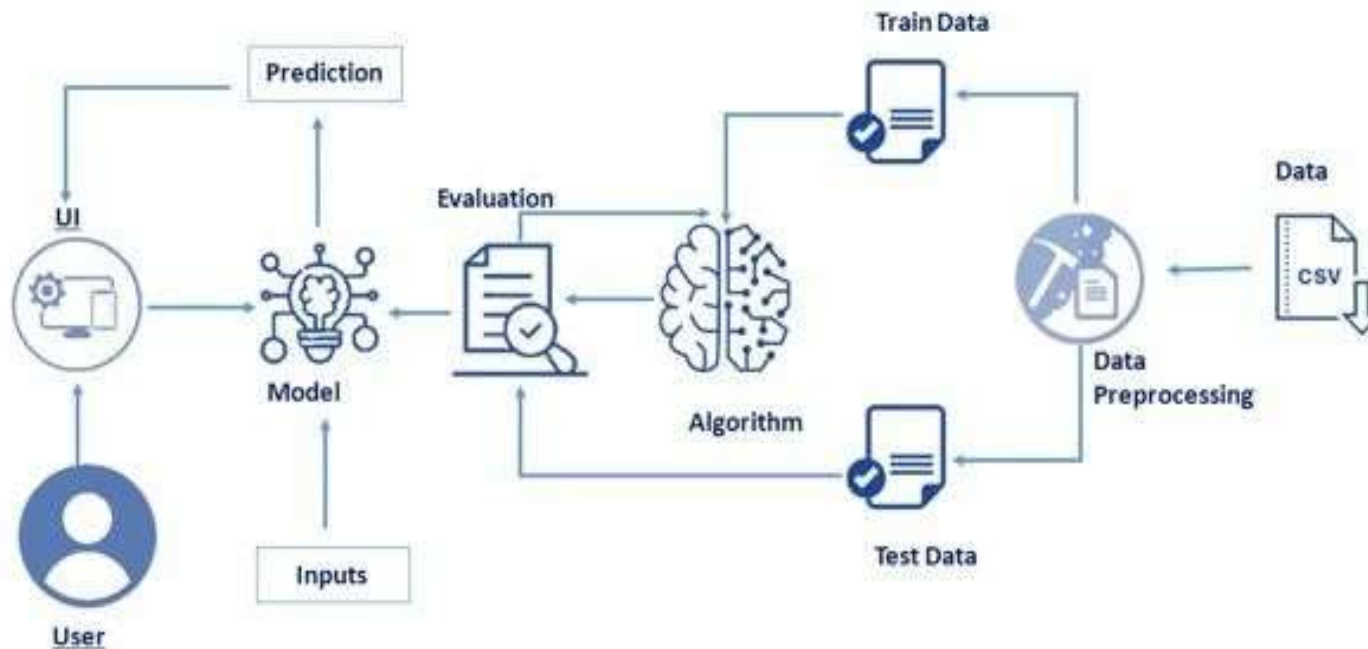 Train Data
Prediction
Data
Evaluation
UI
CSV
Data
Preprocessing
Model
Algorithm
Inputs
Test Data
User